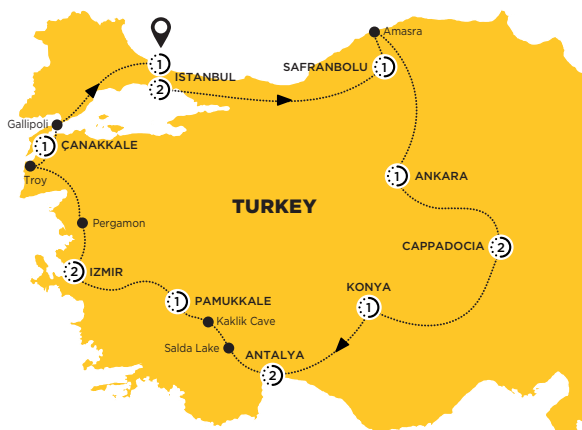 Amasra
1
ISTANBUL
2
SAFRANBOLU
1
Gallipoli
1
ÇANAKKALE
Troy
1
ANKARA
TURKEY
Pergamon
CAPPADOCIA
2
2
IZMIR
1
PAMUKKALE
KONYA
1
Kaklik Cave
Salda Lake
ANTALYA
2